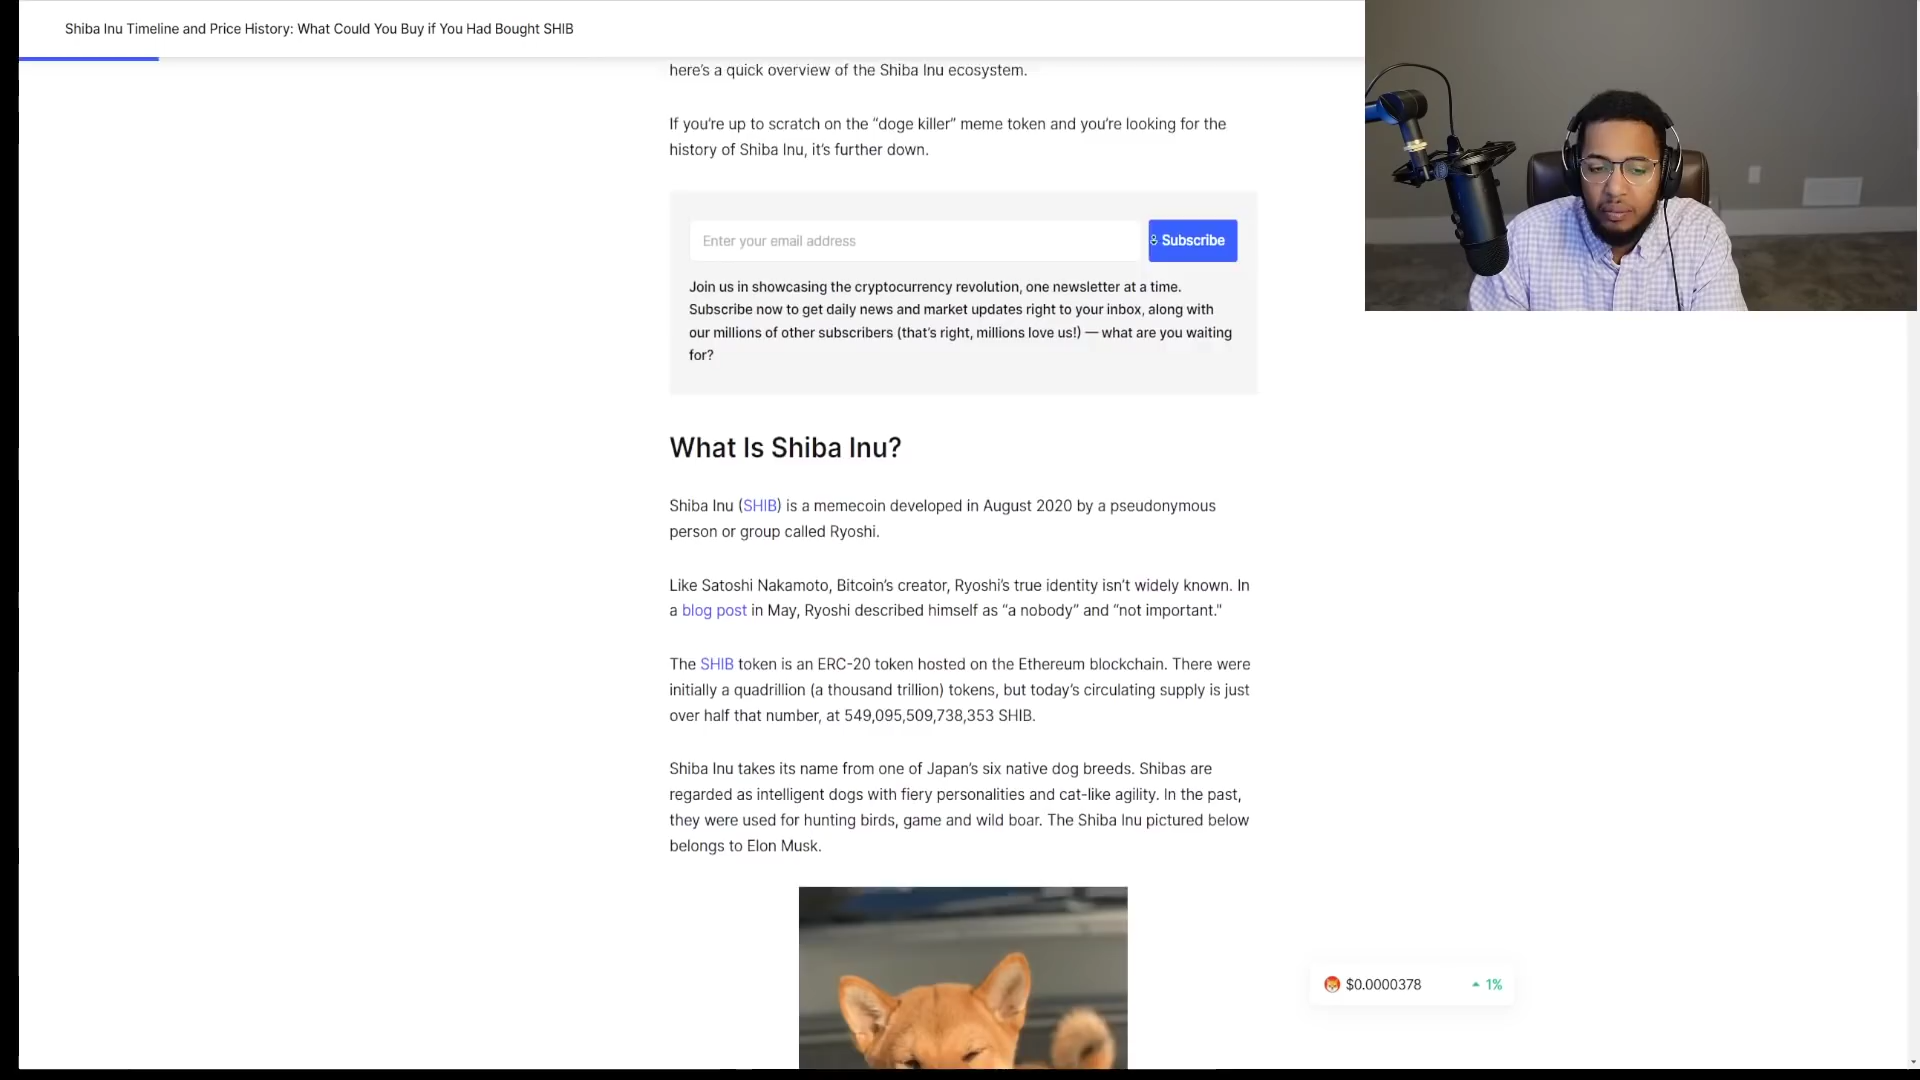 Shiba Inu Timeline and Price History: What Could You Buy if You Had Bought SHIB
here’s a quick overview of the Shiba Inu ecosystem.
If you’re up to scratch on the “doge killer” meme token and you’re looking for the
history of Shiba Inu, it’s further down.
Enter your email address
Subscribe
Join us in showcasing the cryptocurrency revolution, one newsletter at a time.
Subscribe now to get daily news and market updates right to your inbox, along with
our millions of other subscribers (that’s right, millions love us!) — what are you waiting
for?
What Is Shiba Inu?
Shiba Inu (SHIB) is a memecoin developed in August 2020 by a pseudonymous
person or group called Ryoshi.
Like Satoshi Nakamoto, Bitcoin’s creator, Ryoshi’s true identity isn’t widely known. In
a blog post in May, Ryoshi described himself as “a nobody” and “not important."
The SHIB token is an ERC-20 token hosted on the Ethereum blockchain. There were
initially a quadrillion (a thousand trillion) tokens, but today’s circulating supply is just
over half that number, at 549,095,509,738,353 SHIB.
Shiba Inu takes its name from one of Japan’s six native dog breeds. Shibas are
regarded as intelligent dogs with fiery personalities and cat-like agility. In the past,
they were used for hunting birds, game and wild boar. The Shiba Inu pictured below
belongs to Elon Musk.
$0.0000378
1%